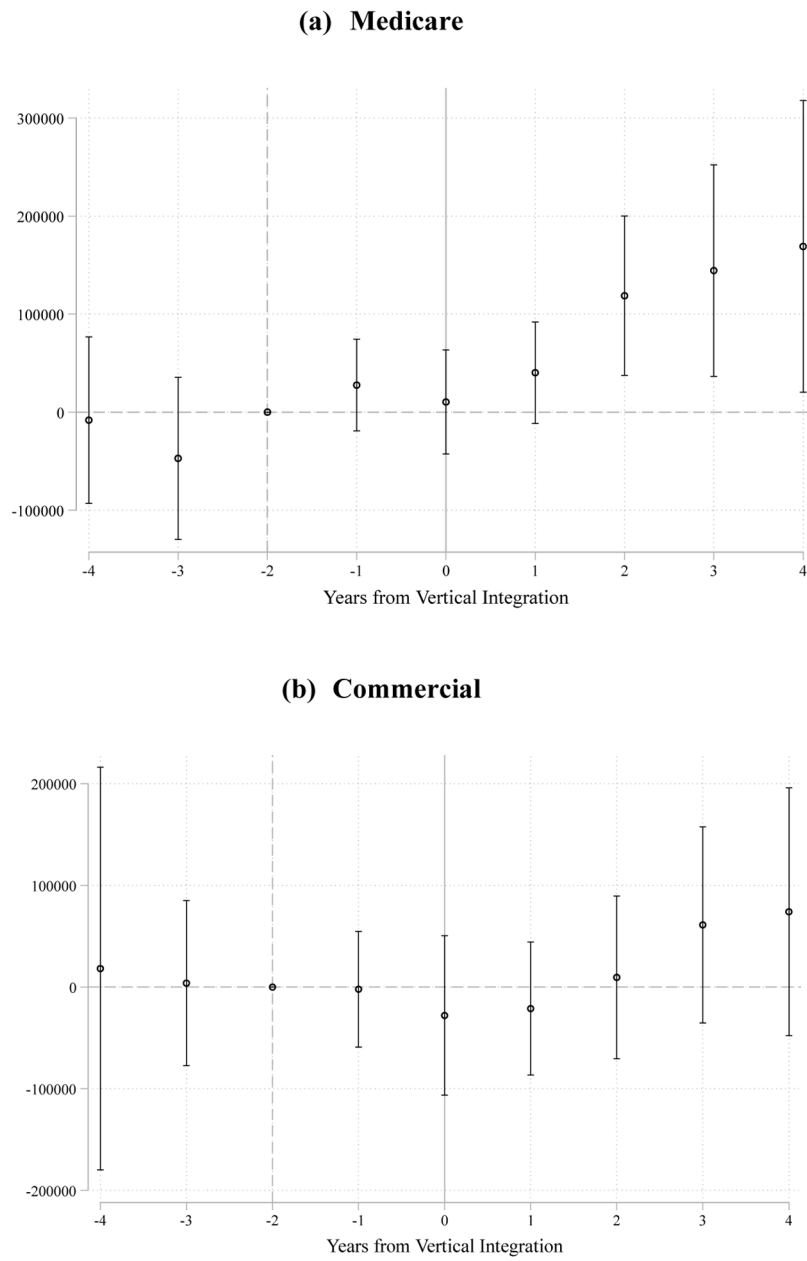 (a) Medicare
300000
200000
100000
0
-100000
-4 -3 -2 -1 0 1 2 3 4
Years from Vertical Integration
(b) Commercial
200000
100000
0
-100000
-200000
-4 -3 -2 -1 0 1 2 3 4
Years from Vertical Integration